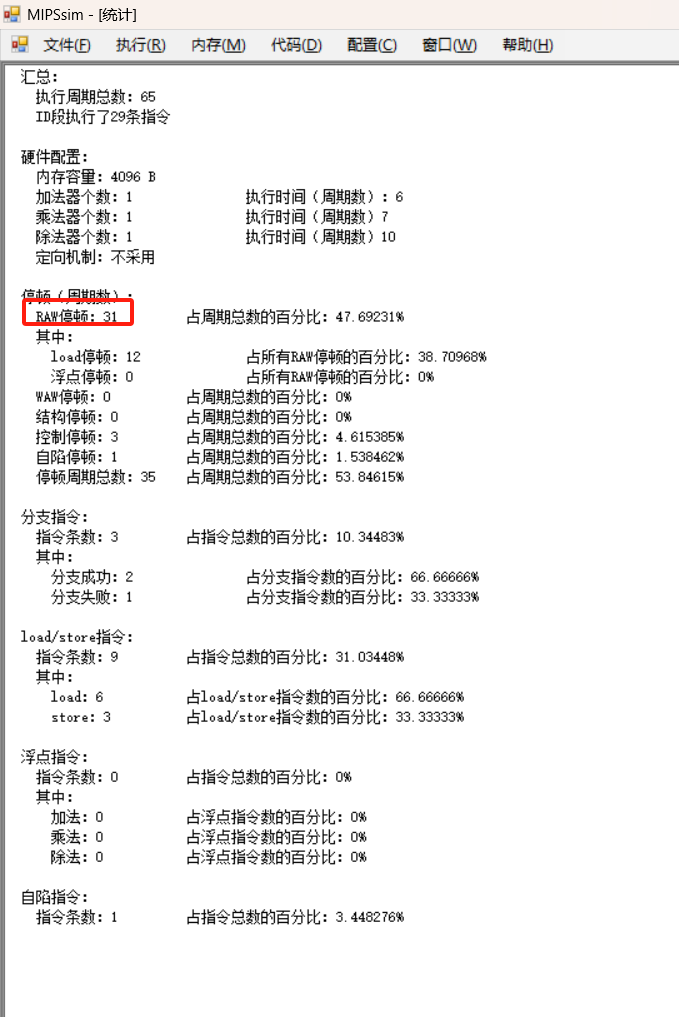 MIPSsim - [统计]
文件(F) 执行(R) 内存(M) 代码(D) 配置(C) 窗口(W) 帮助(H)
汇总：
执行周期总数：65
ID段执行了29条指令
硬件配置：
内存容量：4096 B
加法器个数：1 执行时间（周期数）：6
乘法器个数：1 执行时间（周期数）7
除法器个数：1 执行时间（周期数）10
定向机制：不采用
停顿（周期数）：
RAW停顿：31 占周期总数的百分比：47.69231%
其中：
load停顿：12 占所有RAW停顿的百分比：38.70968%
浮点停顿：0 占所有RAW停顿的百分比：0%
WAW停顿：0 占周期总数的百分比：0%
结构停顿：0 占周期总数的百分比：0%
控制停顿：3 占周期总数的百分比：4.615385%
自陷停顿：1 占周期总数的百分比：1.538462%
停顿周期总数：35 占周期总数的百分比：53.84615%
分支指令：
指令条数：3 占指令总数的百分比：10.34483%
其中：
分支成功：2 占分支指令数的百分比：66.66666%
分支失败：1 占分支指令数的百分比：33.33333%
load/store指令：
指令条数：9 占指令总数的百分比：31.03448%
其中：
load：6 占load/store指令数的百分比：66.66666%
store：3 占load/store指令数的百分比：33.33333%
浮点指令：
指令条数：0 占指令总数的百分比：0%
其中：
加法：0 占浮点指令数的百分比：0%
乘法：0 占浮点指令数的百分比：0%
除法：0 占浮点指令数的百分比：0%
自陷指令：
指令条数：1 占指令总数的百分比：3.448276%